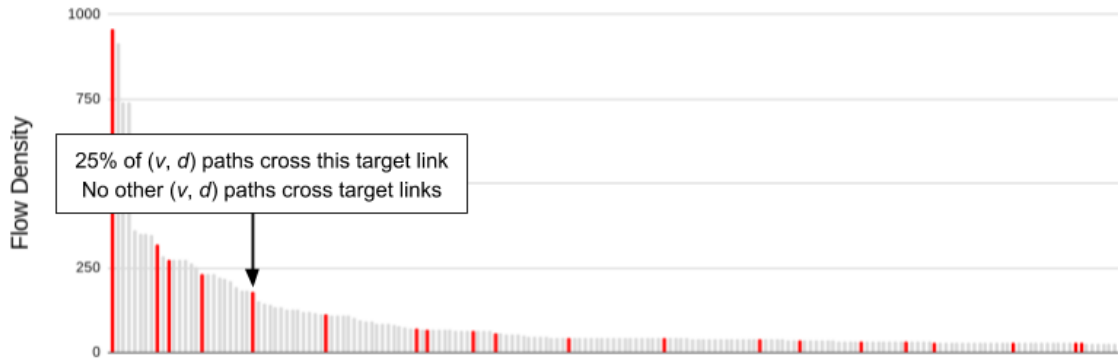 1000
750
Flow Density
25% of (v, d) paths cross this target link
No other (v, d) paths cross target links
250
0